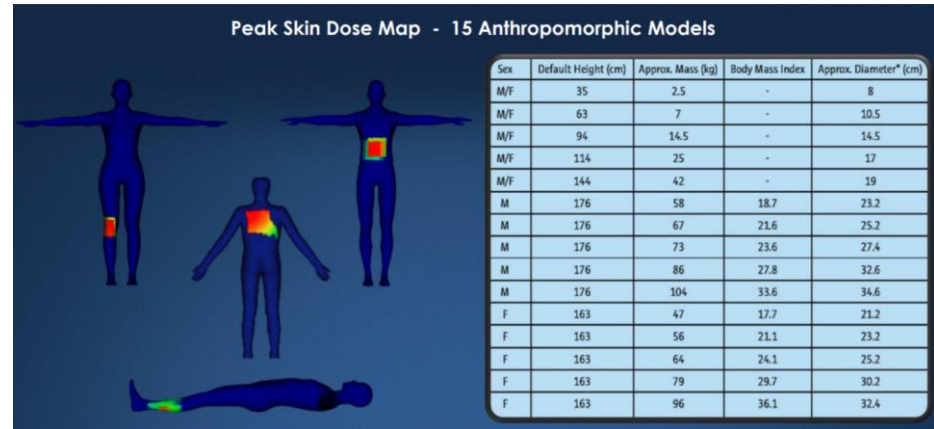 Peak Skin Dose Map - 15 Anthropomorphic Models
Sex Default Height (cm) Approx. Mass (kg) Body Mass Index Approx. Diameter* (cm)
M/F 35 2.5 - 8
M/F 63 7 - 10.5
M/F 94 14.5 - 14.5
M/F 114 25 - 17
M/F 144 42 - 19
M 176 58 18.7 23.2
M 176 67 21.6 25.2
M 176 73 23.6 27.4
M 176 86 27.8 32.6
M 176 104 33.6 34.6
F 163 47 17.7 21.2
F 163 56 21.1 23.2
F 163 64 24.1 25.2
F 163 79 29.7 30.2
F 163 96 36.1 32.4